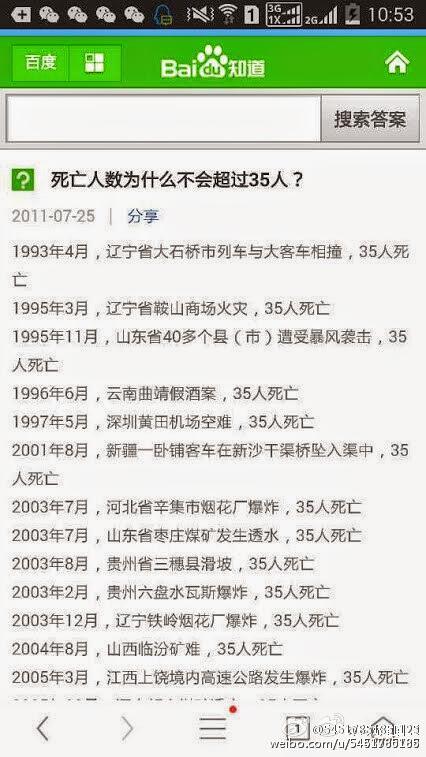 3G
1X
2G
1
10:53
百度
Bai du 知道
搜索答案
? 死亡人数为什么不会超过35人？
2011-07-25 | 分享
1993年4月，辽宁省大石桥市列车与大客车相撞，35人死
亡
1995年3月，辽宁省鞍山商场火灾，35人死亡
1995年11月，山东省40多个县（市）遭受暴风袭击，35
人死亡
1996年6月，云南曲靖假酒案，35人死亡
1997年5月，深圳黄田机场空难，35人死亡
2001年8月，新疆一卧铺客车在新沙干渠桥坠入渠中，35
人死亡
2003年7月，河北省辛集市烟花厂爆炸，35人死亡
2003年7月，山东省枣庄煤矿发生透水，35人死亡
2003年8月，贵州省三穗县滑坡，35人死亡
2003年2月，贵州六盘水瓦斯爆炸，35人死亡
2003年12月，辽宁铁岭烟花厂爆炸，35人死亡
2004年8月，山西临汾矿难，35人死亡
2005年3月，江西上饶境内高速公路发生爆炸，35人死亡
1
weibo.com/u/5451780185